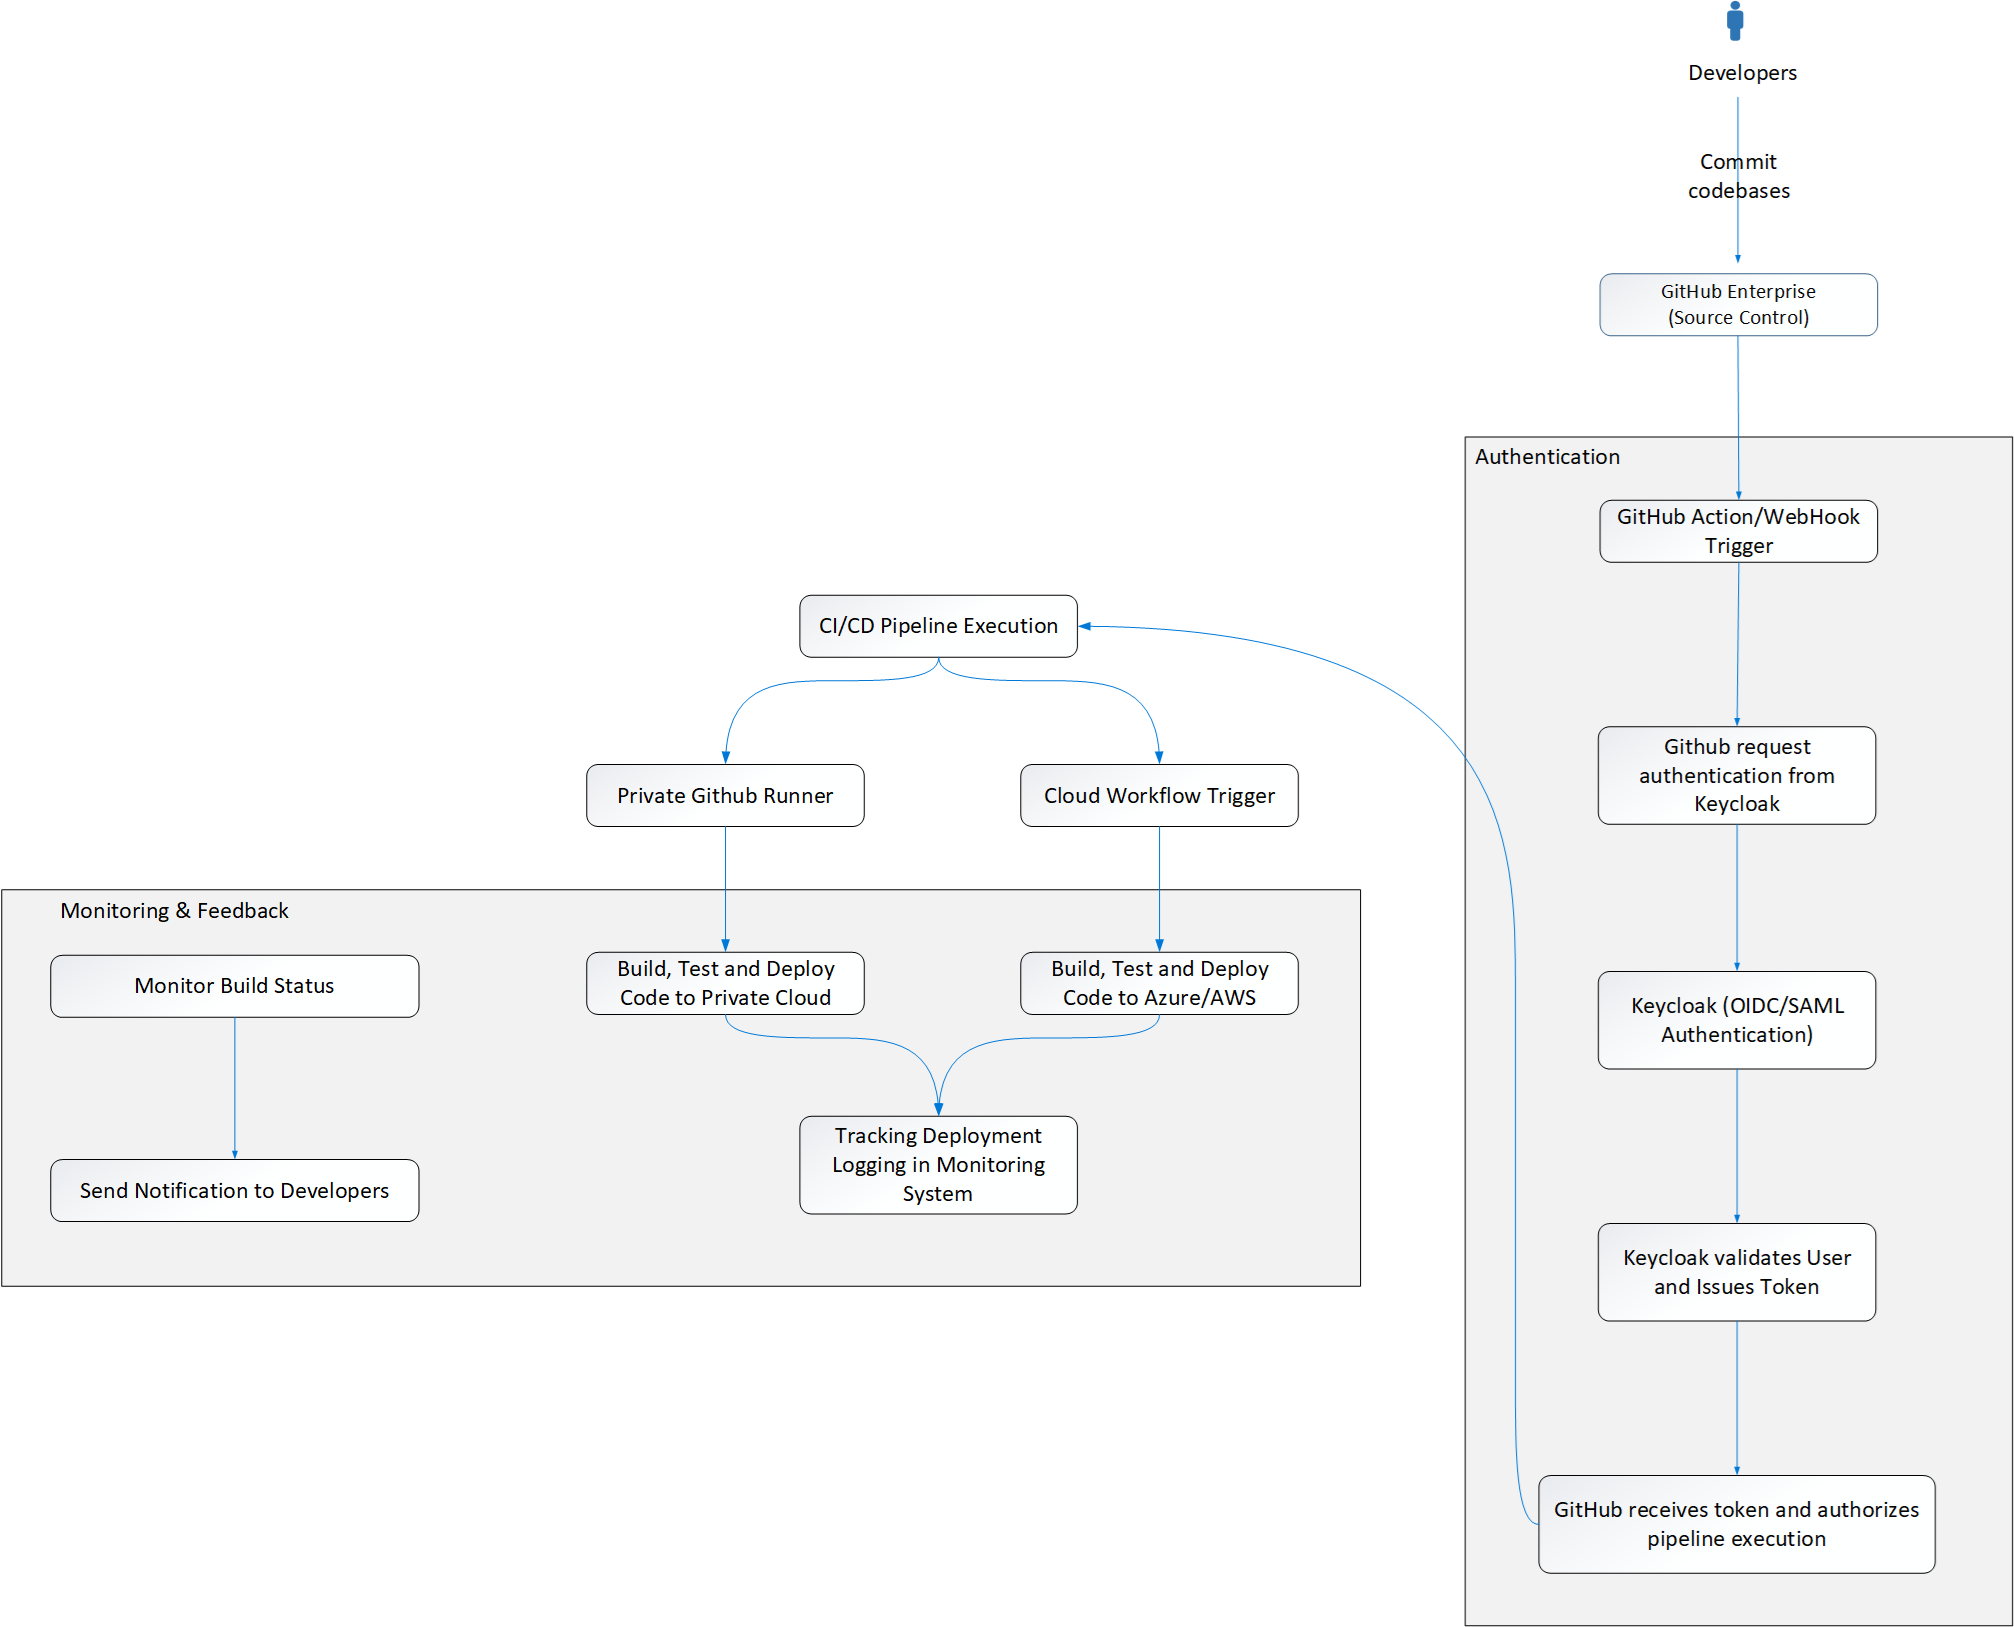 Developers
Commit
codebases
GitHub Enterprise
(Source Control)
Authentication
GitHub Action/WebHook
Trigger
Github request
authentication from
Keycloak
Keycloak (OIDC/SAML
Authentication)
Keycloak validates User
and Issues Token
GitHub receives token and authorizes
pipeline execution
CI/CD Pipeline Execution
Private Github Runner
Cloud Workflow Trigger
Monitoring & Feedback
Monitor Build Status
Send Notification to Developers
Build, Test and Deploy
Code to Private Cloud
Build, Test and Deploy
Code to Azure/AWS
Tracking Deployment
Logging in Monitoring
System